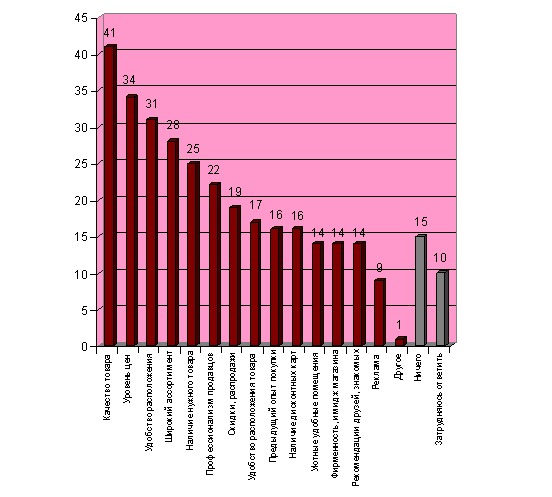 45
40
35
30
25
20
15
10
5
0
41
34
31
28
25
22
19
17
16
16
14
14
14
9
1
15
10
Качество товара
Уровень цен
Удобство расположения
Широкий ассортимент
Наличие нужного товара
Профессионализм продавцов
Скидки, распродажи
Удобство расположения товара
Предыдущий опыт покупки
Наличие дисконтных карт
Уютные удобные помещения
Фирменность, имидж магазина
Рекомендации друзей, знакомых
Реклама
Другое
Ничего
Затрудняюсь ответить